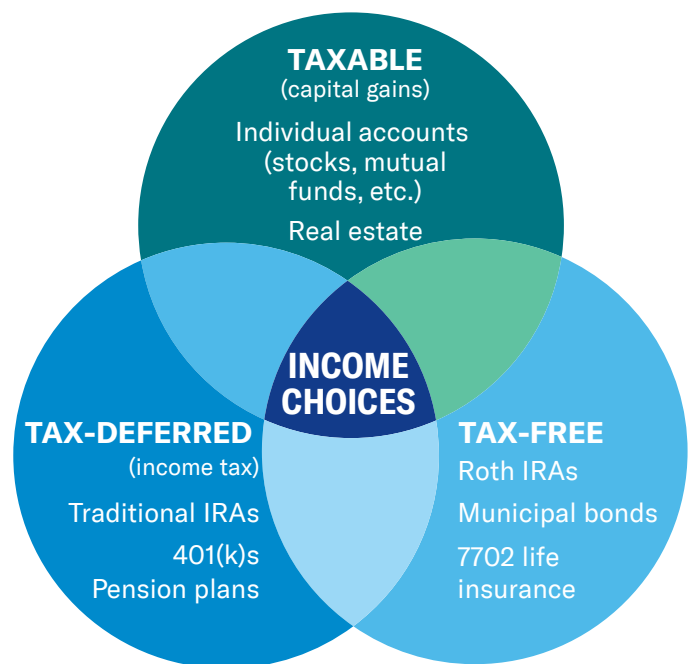 TAXABLE
(capital gains)
Individual accounts
(stocks, mutual
funds, etc.)
Real estate
INCOME
CHOICES
TAX-DEFERRED
(income tax)
Traditional IRAs
401(k)s
Pension plans
TAX-FREE
Roth IRAs
Municipal bonds
7702 life
insurance